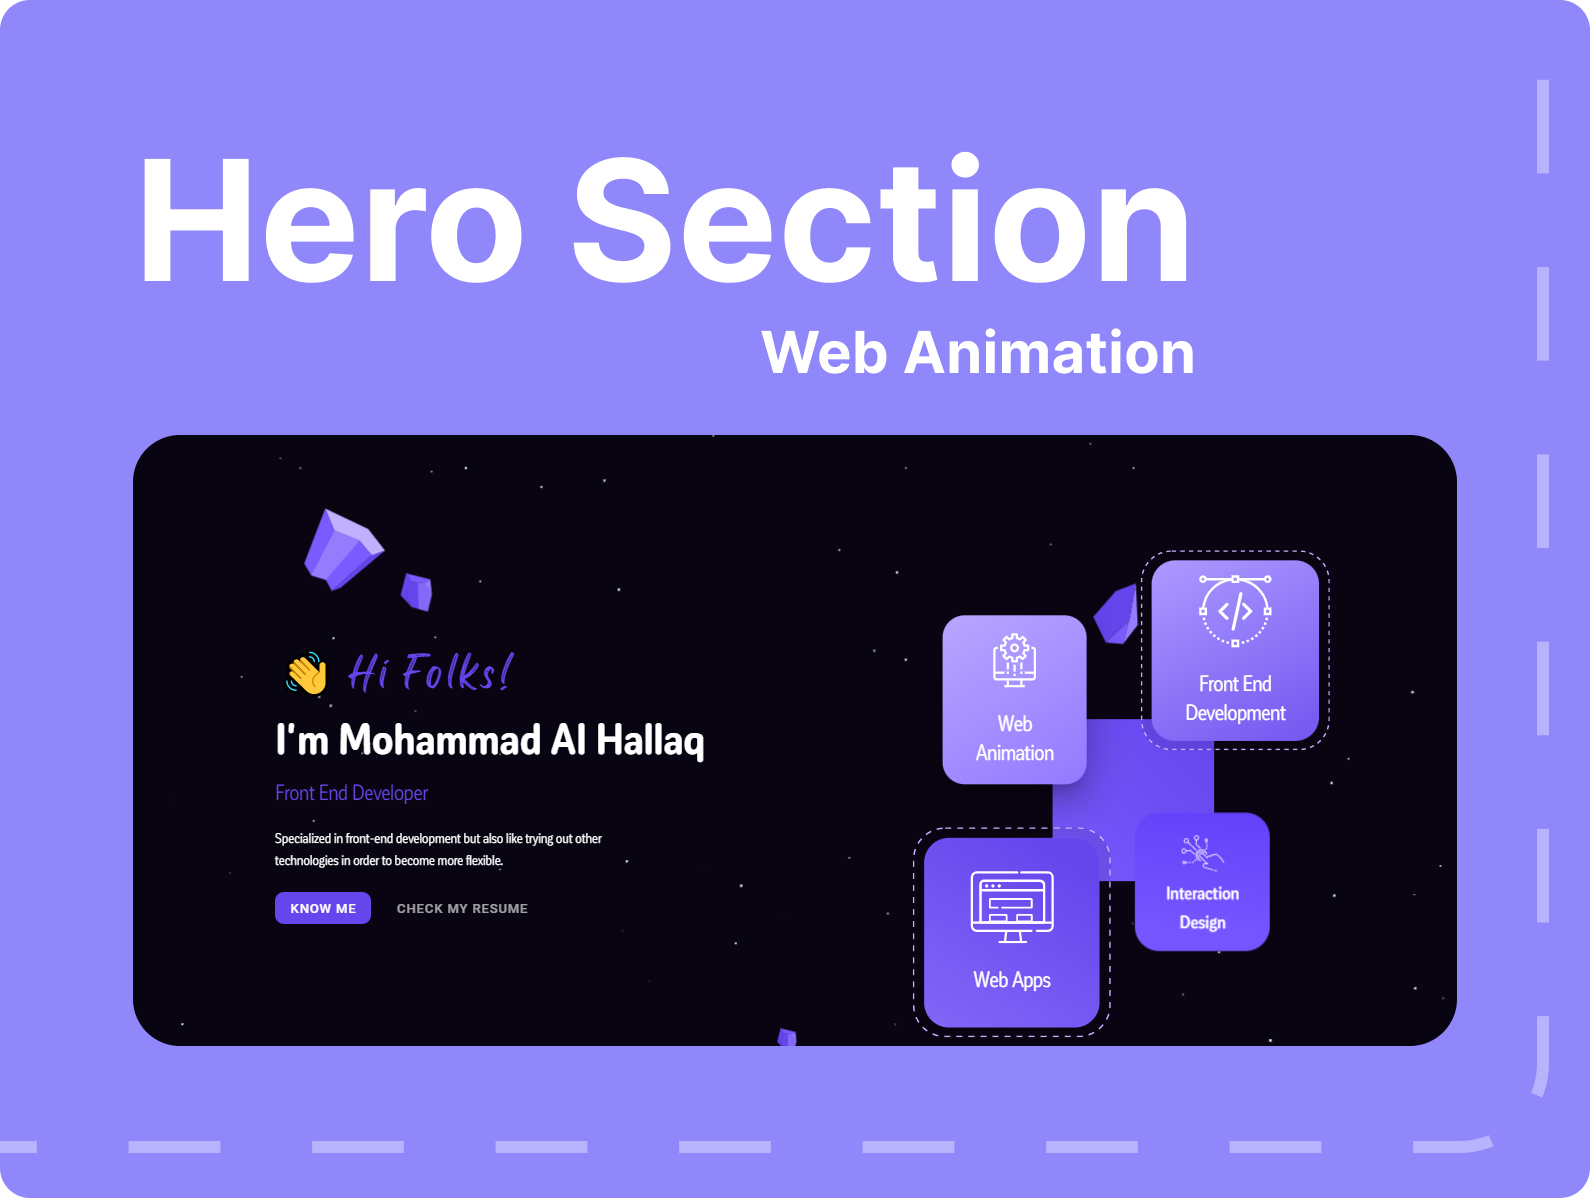 Hero Section
Web Animation
Hi Folks!
I'm Mohammad Al Hallaq
Front End Developer
Specialized in front-end development but also like trying out other
technologies in order to become more flexible.
KNOW ME
CHECK MY RESUME
Web
Animation
Front End
Development
Web Apps
Interaction
Design